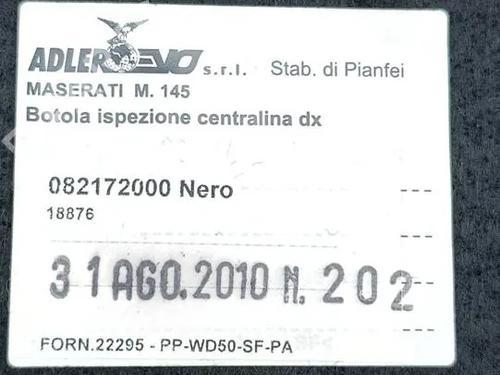 ADLER EVO s.r.l. Stab. di Pianfei
MASERATI M. 145
Botola ispezione centralina dx
082172000 Nero
18876
31 AGO.2010 N. 202
FORN.22295 - PP-WD50-SF-PA